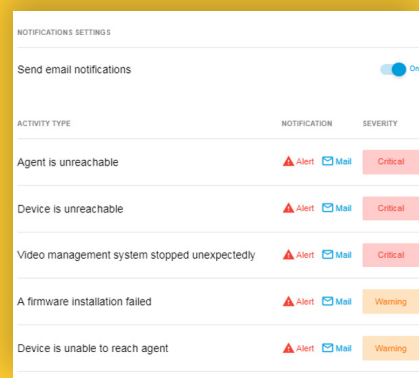 NOTIFICATIONS SETTINGS
Send email notifications On
ACTIVITY TYPE NOTIFICATION SEVERITY
Agent is unreachable Alert Mail Critical
Device is unreachable Alert Mail Critical
Video management system stopped unexpectedly Alert Mail Critical
A firmware installation failed Alert Mail Warning
Device is unable to reach agent Alert Mail Warning